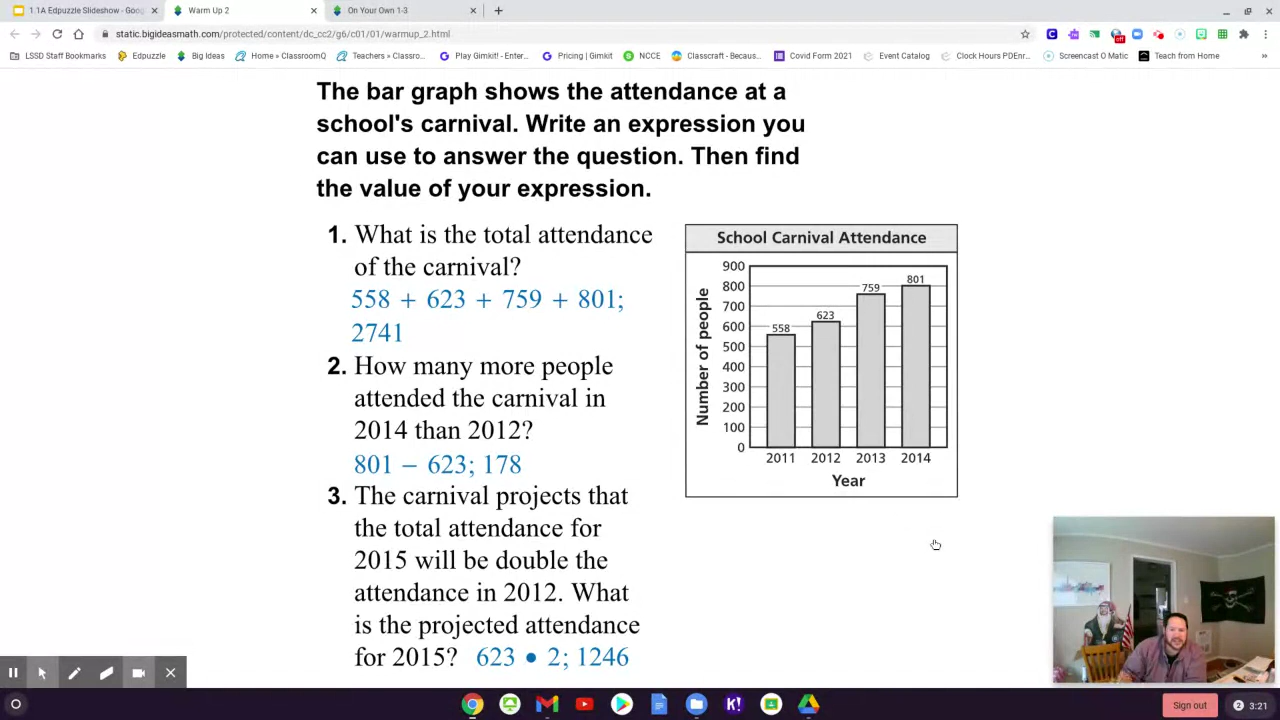 1.1A Edpuzzle Slideshow - Goog
Warm Up 2
On Your Own 1-3
static.bigideasmath.com/protected/content/dc_cc2/g6/c01/01/warmup_2.html
LSSD Staff Bookmarks
Edpuzzle
Big Ideas
Home » ClassroomQ
Teachers » Classro...
Play Gimkit! - Enter...
Pricing | Gimkit
NCCE
Classcraft - Becaus...
Covid Form 2021
Event Catalog
Clock Hours PDEnr...
Screencast O Matic
Teach from Home
»
The bar graph shows the attendance at a
school's carnival. Write an expression you
can use to answer the question. Then find
the value of your expression.
1. What is the total attendance
of the carnival?
558 + 623 + 759 + 801;
2741
2. How many more people
attended the carnival in
2014 than 2012?
801 − 623; 178
3. The carnival projects that
the total attendance for
2015 will be double the
attendance in 2012. What
is the projected attendance
for 2015? 623 • 2; 1246
School Carnival Attendance
Number of people
900
800
700
600
500
400
300
200
100
0
558
623
759
801
2011 2012 2013 2014
Year
Sign out
2 3:21